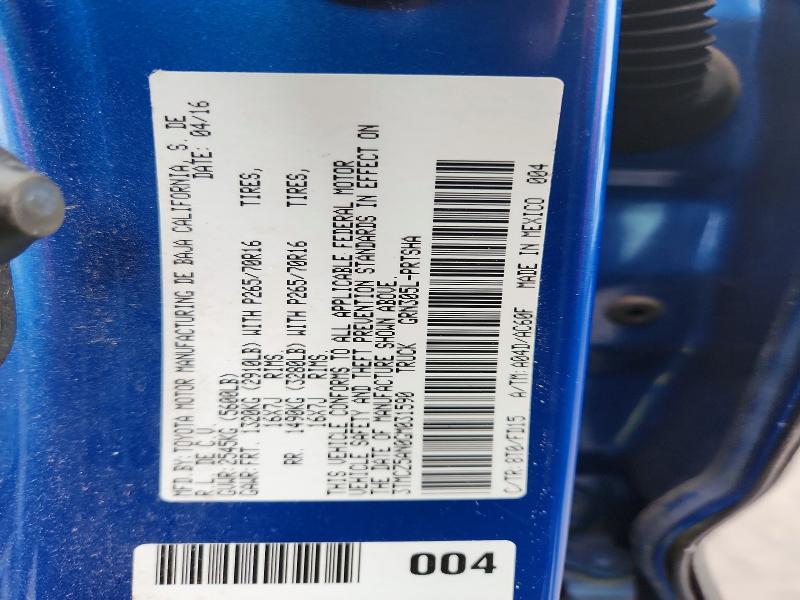 MFD.BY:TOYOTA MOTOR MANUFACTURING DE BAJA CALIFORNIA, S. DE
R.L. DE C.V. DATE: 04/16
GVWR:2545KG (5600LB)
GAWR:FRT. 1320KG (2910LB) WITH P265/70R16 TIRES,
16X7J RIMS,
RR. 1490KG (3280LB) WITH P265/70R16 TIRES,
16X7J RIMS.
THIS VEHICLE CONFORMS TO ALL APPLICABLE FEDERAL MOTOR
VEHICLE SAFETY AND THEFT PREVENTION STANDARDS IN EFFECT ON
THE DATE OF MANUFACTURE SHOWN ABOVE.
3TMCZ5AN0GM031590 TRUCK GRN305L-PRTSHA
C/TR:8T0/FD15 A/TM:A04D/AC60F MADE IN MEXICO 004
004